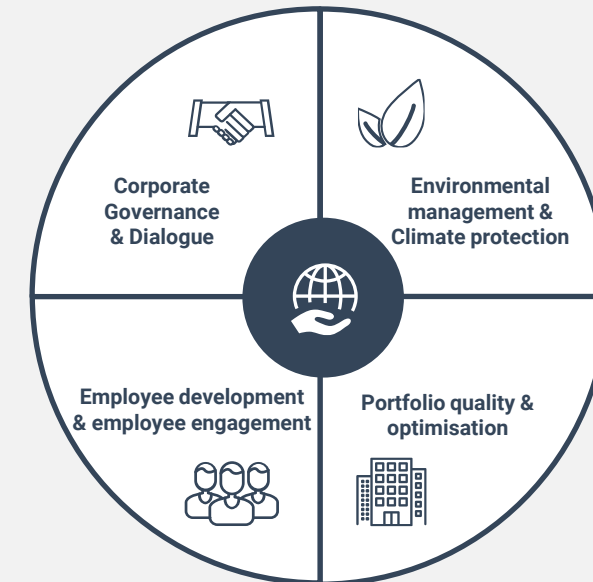 Corporate
Governance
& Dialogue
Environmental
management &
Climate protection
Employee development
& employee engagement
Portfolio quality &
optimisation